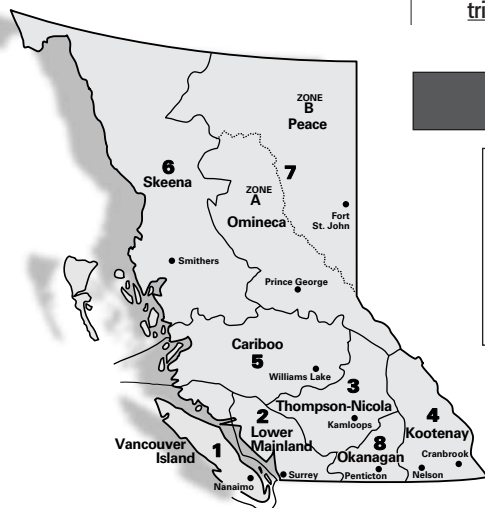 tri
ZONE
B
Peace
6
Skeena
7
ZONE
A
Omineca
Fort
St. John
Smithers
Prince George
Cariboo
5
Williams Lake
3
Thompson-Nicola
Kamloops
4
Kootenay
2
Lower
Mainland
8
Okanagan
Cranbrook
Vancouver
Island
1
Surrey
Penticton
Nelson
Nanaimo